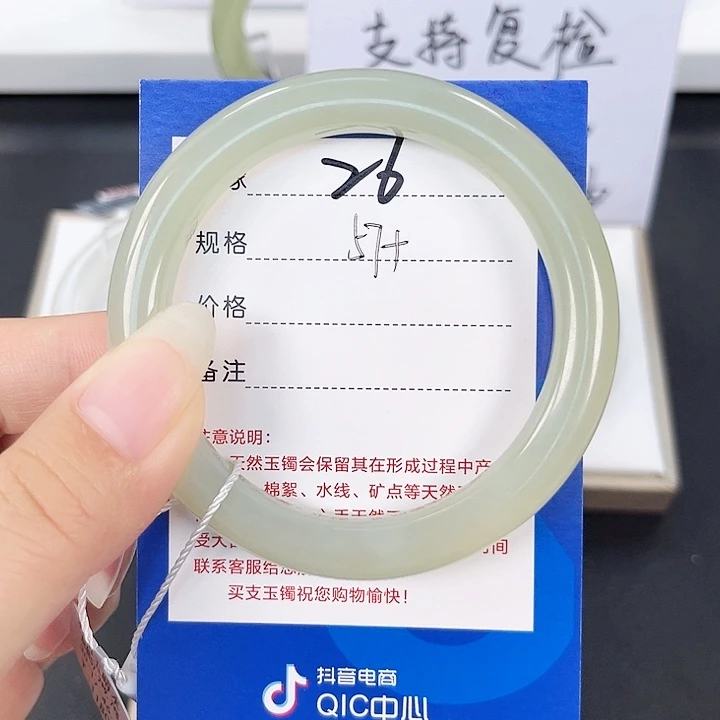 支持复检
26
规格 57+
价格
备注
注意说明：
天然玉镯会保留其在形成过程中产
棉絮、水线、矿点等天然
联系客服给您
买支玉镯祝您购物愉快！
抖音电商
QIC中心